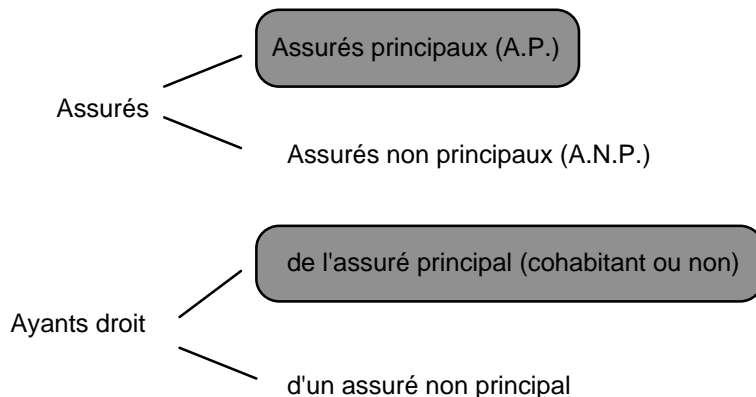 Assurés principaux (A.P.)
Assurés
Assurés non principaux (A.N.P.)
de l'assuré principal (cohabitant ou non)
Ayants droit
d'un assuré non principal